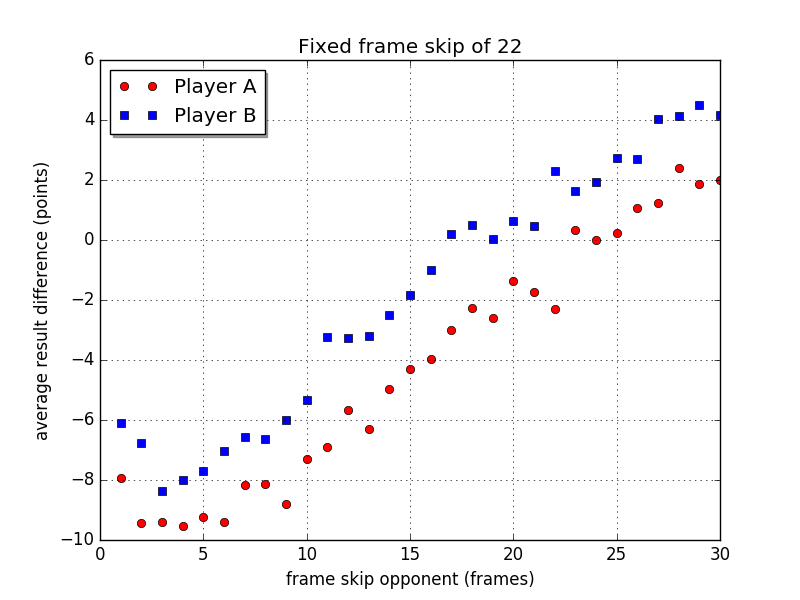 Fixed frame skip of 22
6
Player A
Player B
4
2
0
−2
−4
−6
−8
−10
0 5 10 15 20 25 30
average result difference (points)
frame skip opponent (frames)